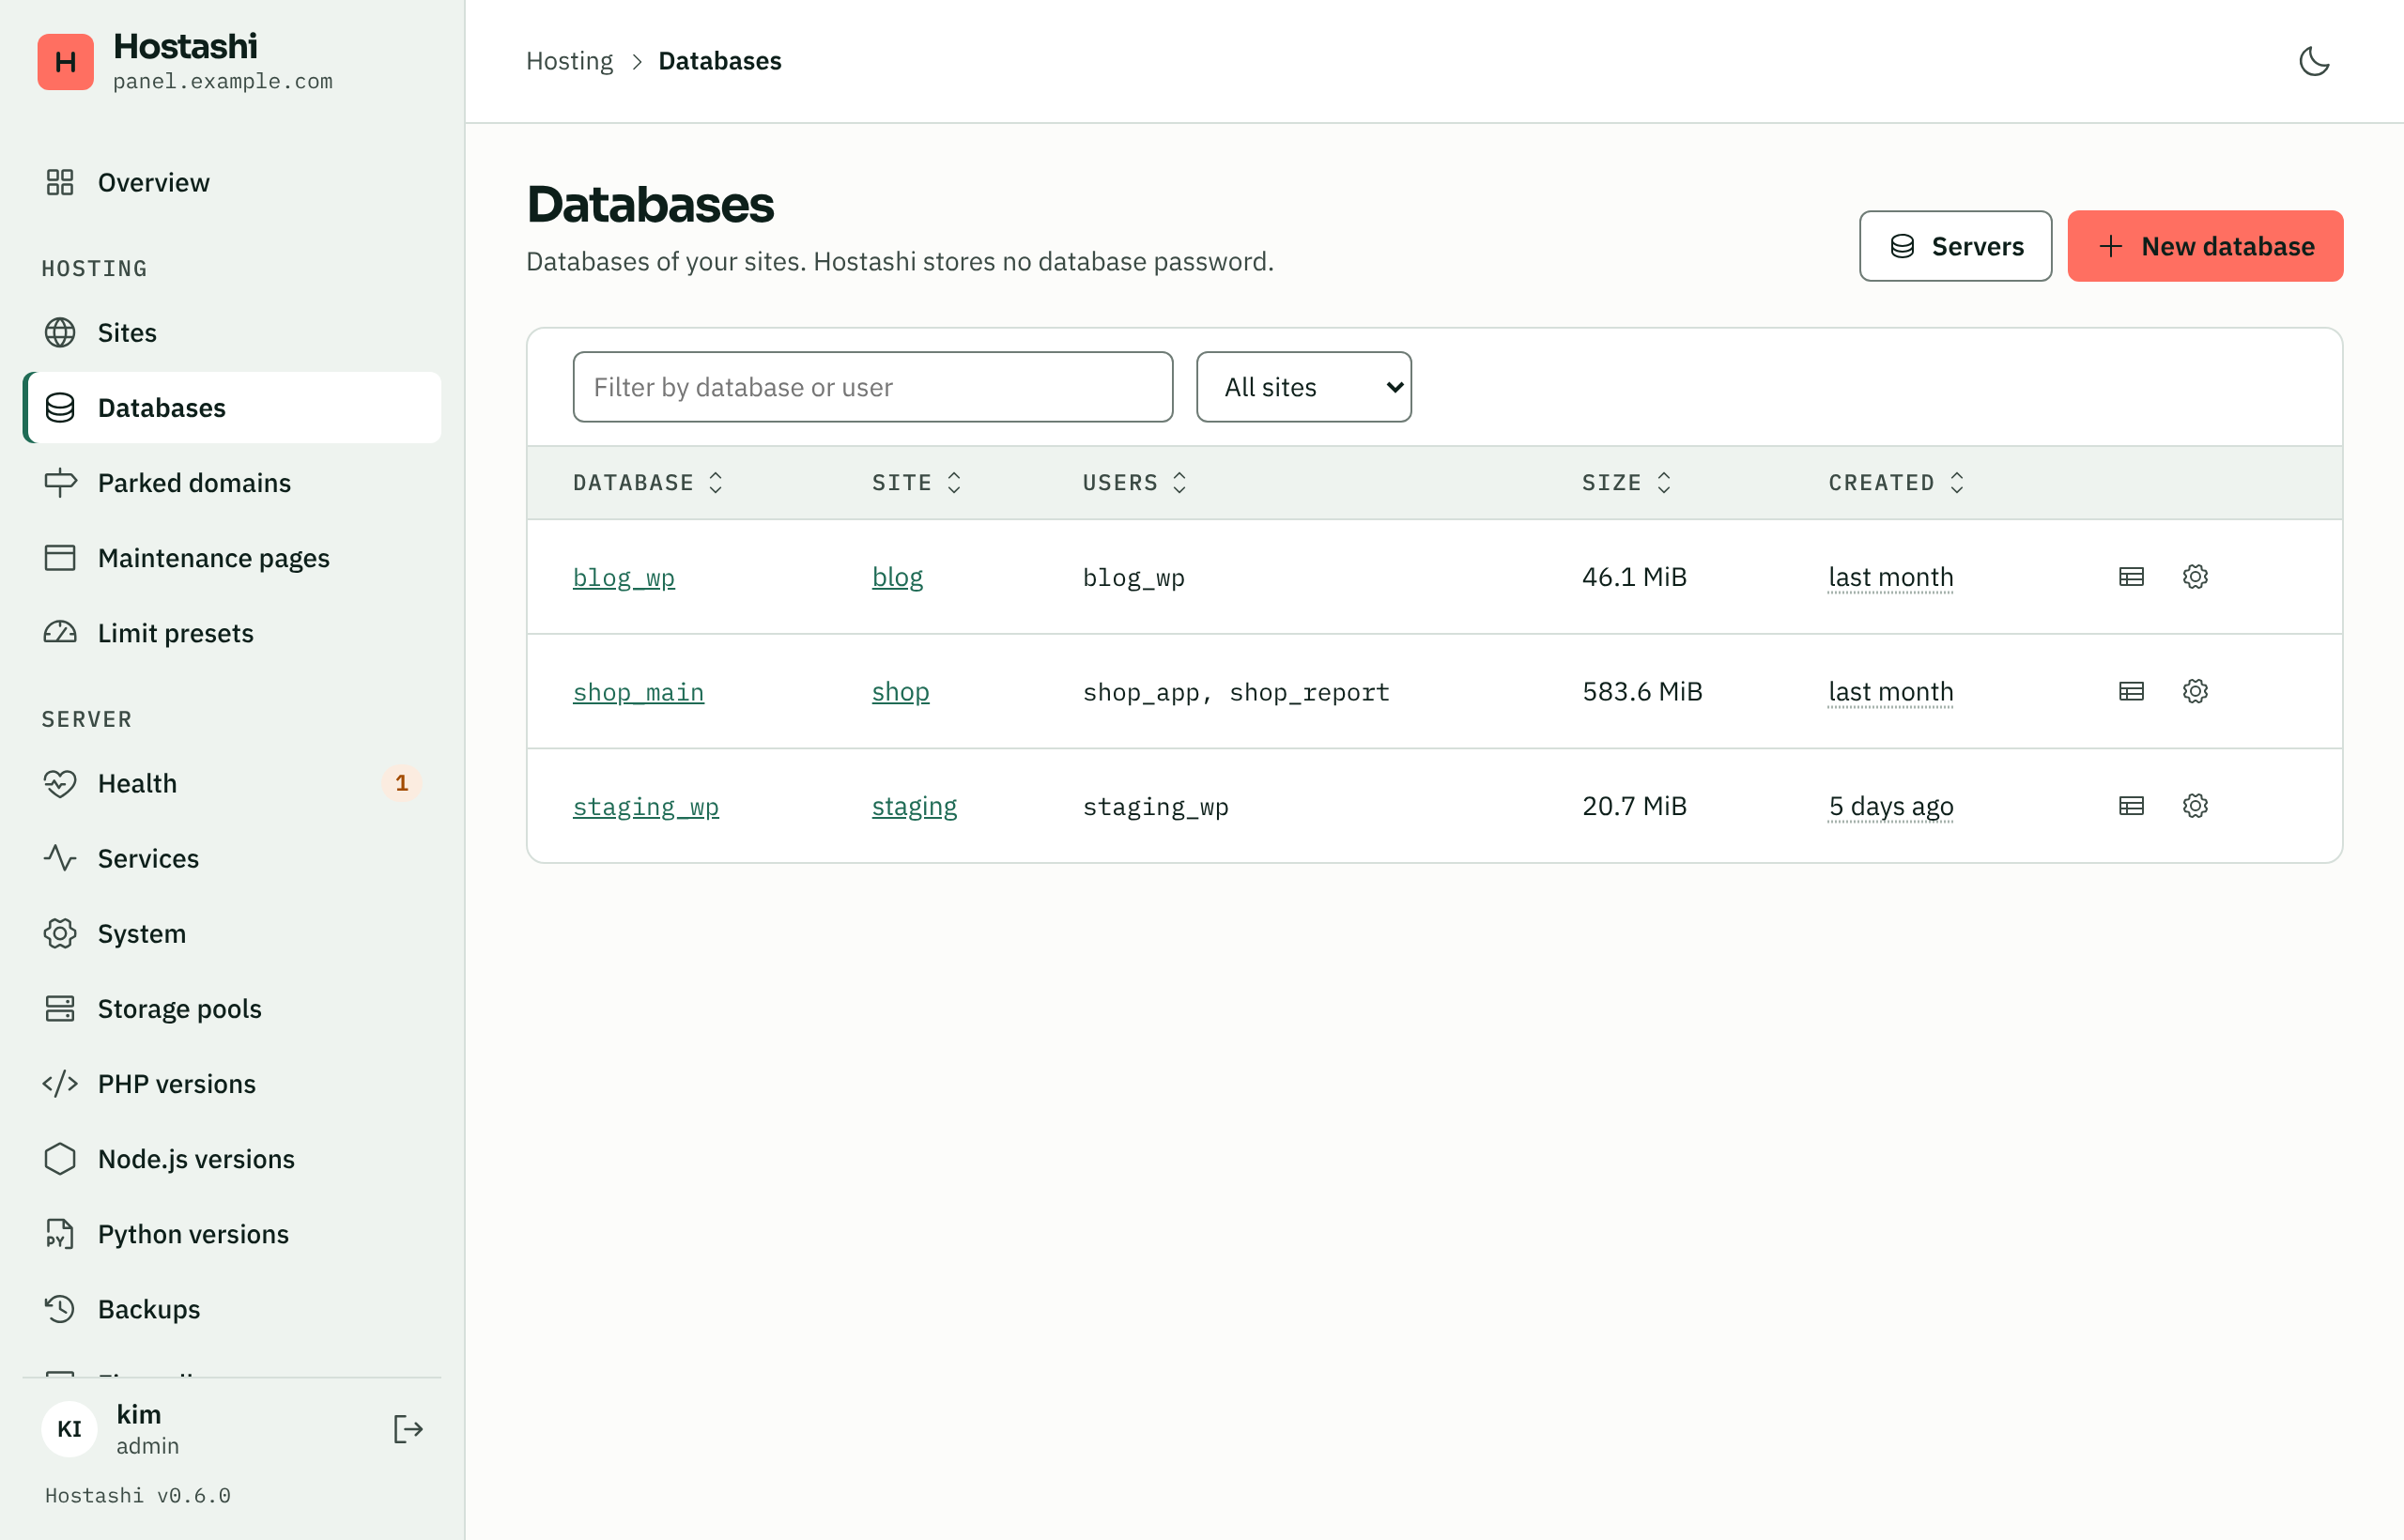 H
Hostashi
panel.example.com
Overview
HOSTING
Sites
Databases
Parked domains
Maintenance pages
Limit presets
SERVER
Health 1
Services
System
Storage pools
PHP versions
Node.js versions
PY Python versions
Backups
KI
kim
admin
Hostashi v0.6.0
Hosting > Databases
Databases
Databases of your sites. Hostashi stores no database password.
Servers
+ New database
Filter by database or user
All sites
DATABASE SITE USERS SIZE CREATED
blog_wp blog blog_wp 46.1 MiB last month
shop_main shop shop_app, shop_report 583.6 MiB last month
staging_wp staging staging_wp 20.7 MiB 5 days ago